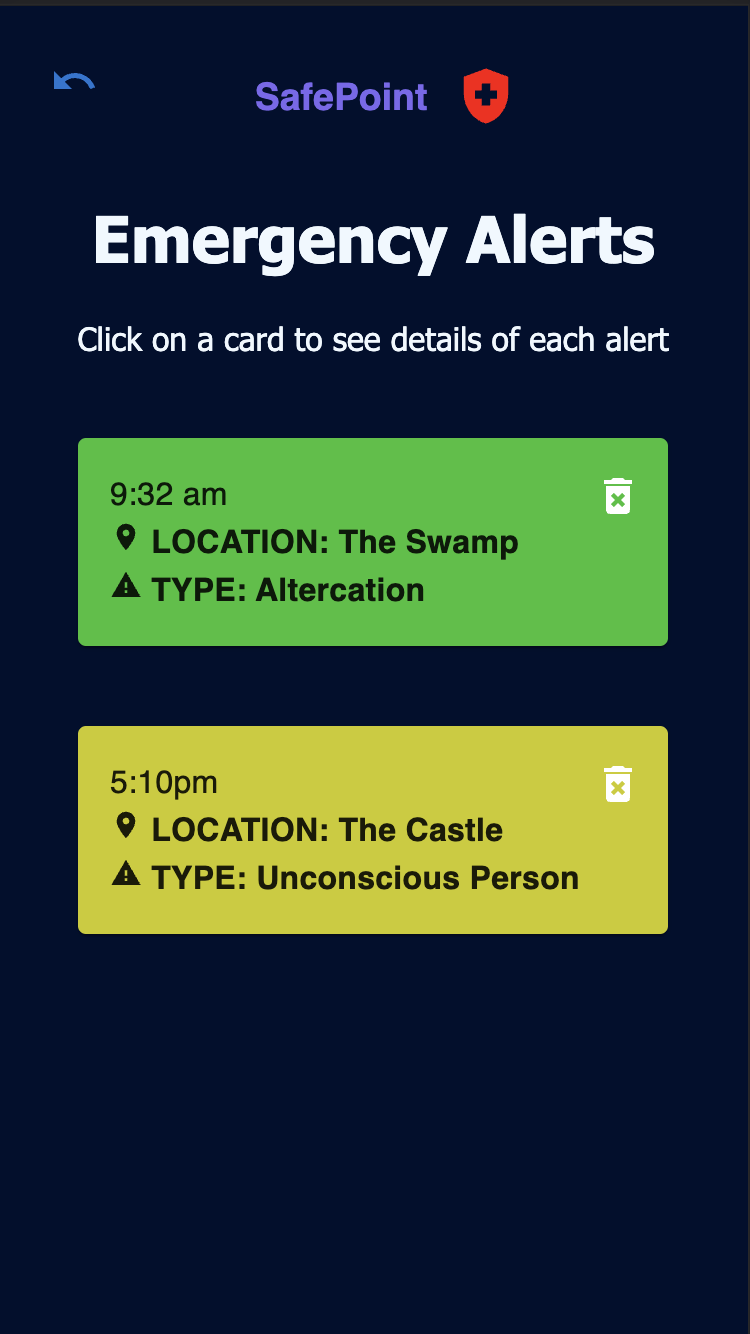 SafePoint
Emergency Alerts
Click on a card to see details of each alert
9:32 am
LOCATION: The Swamp
TYPE: Altercation
5:10pm
LOCATION: The Castle
TYPE: Unconscious Person